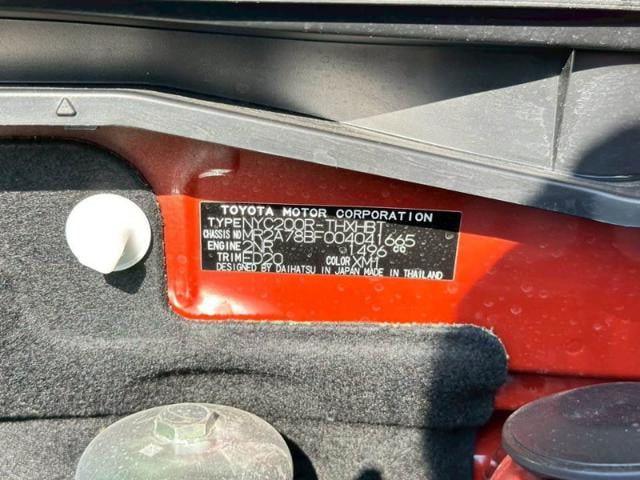 TOYOTA MOTOR CORPORATION
TYPE NYC200R-THXHBT
CHASSIS NO MR2A78BF004041665
ENGINE 2NR 1496 CC
TRIM FD20 COLOR XM1
DESIGNED BY DAIHATSU IN JAPAN MADE IN THAILAND